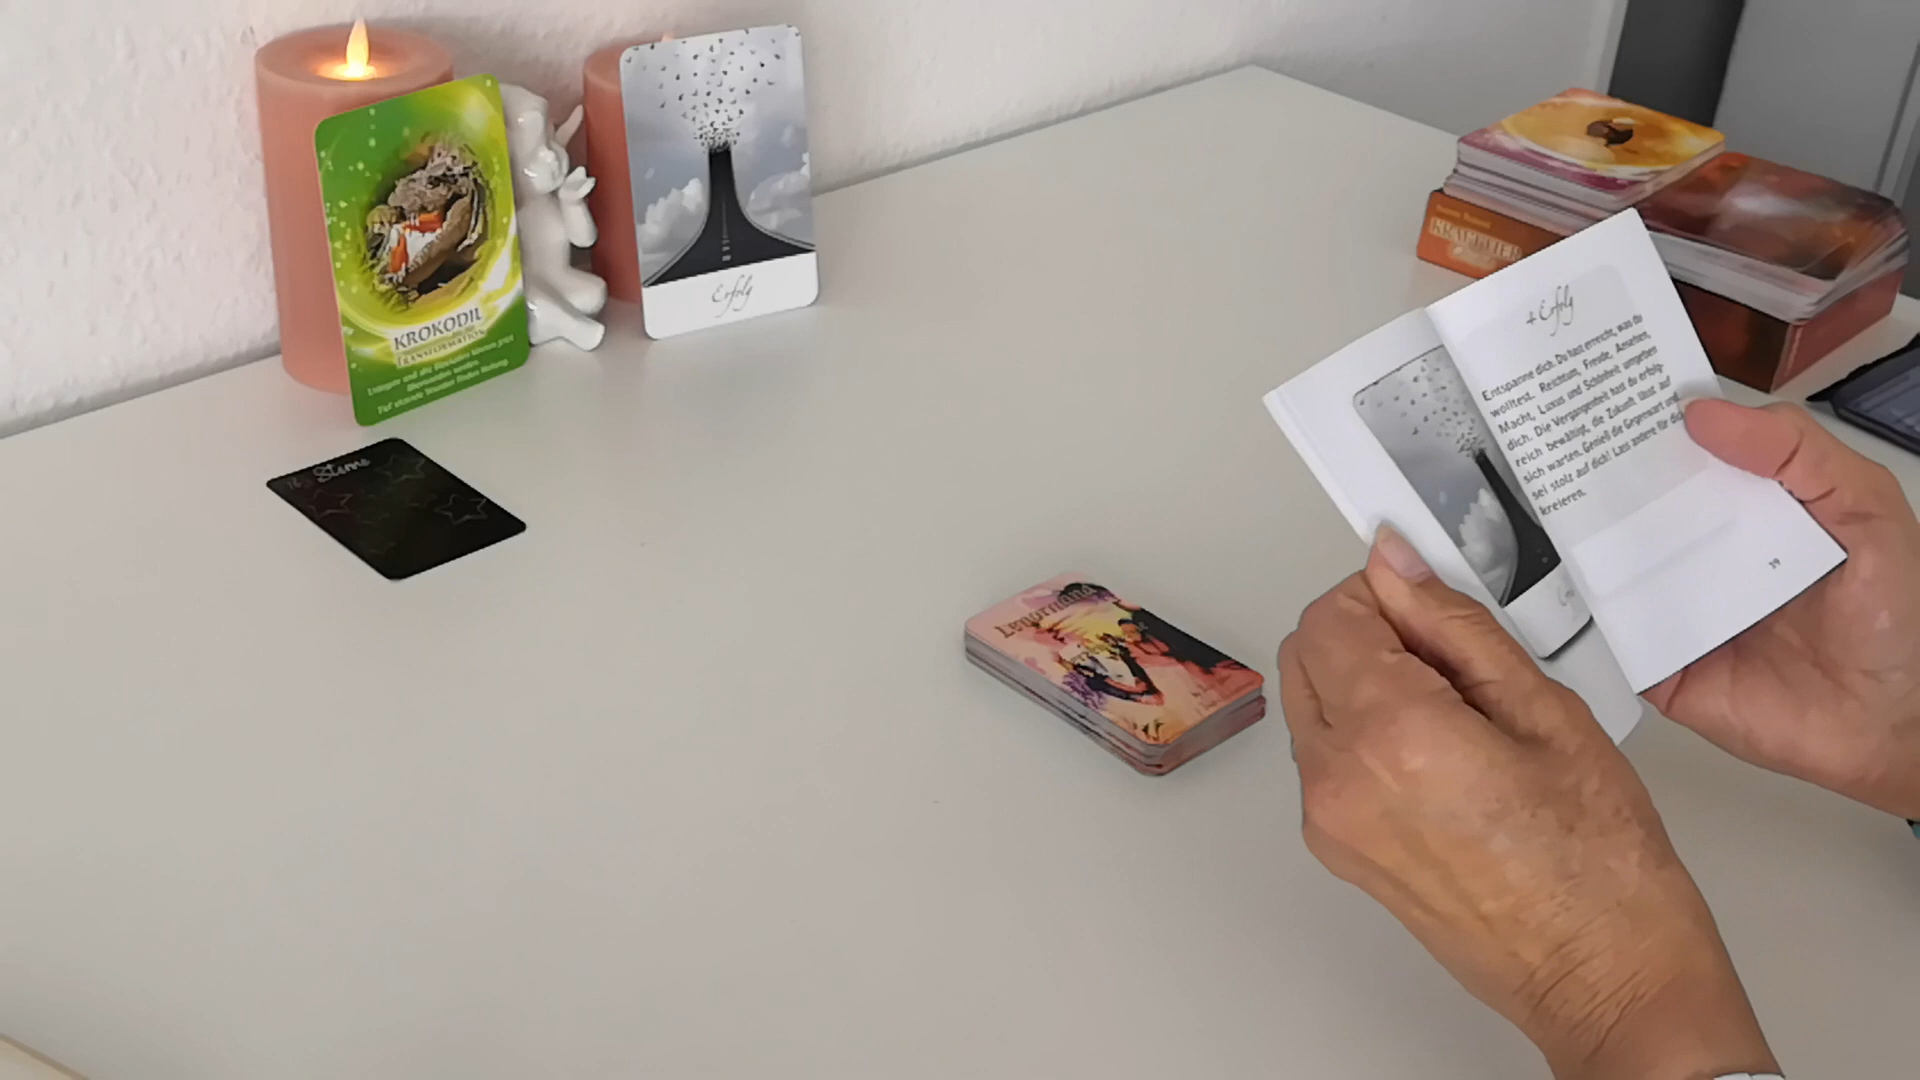 KROKODIL
TRANSFORMATION
Erfolg
16 Sterne
Lenormand
KRAFTTIER
+ Erfolg
Entspanne dich. Du hast erreicht, was du
wolltest. Reichtum, Freude, Ansehen,
Macht, Luxus und Schönheit umgeben
dich. Die Vergangenheit hast du erfolg-
reich bewältigt, die Zukunft lässt auf
sich warten. Genieß die Gegenwart und
sei stolz auf dich! Lass andere für dich
kreieren.
39